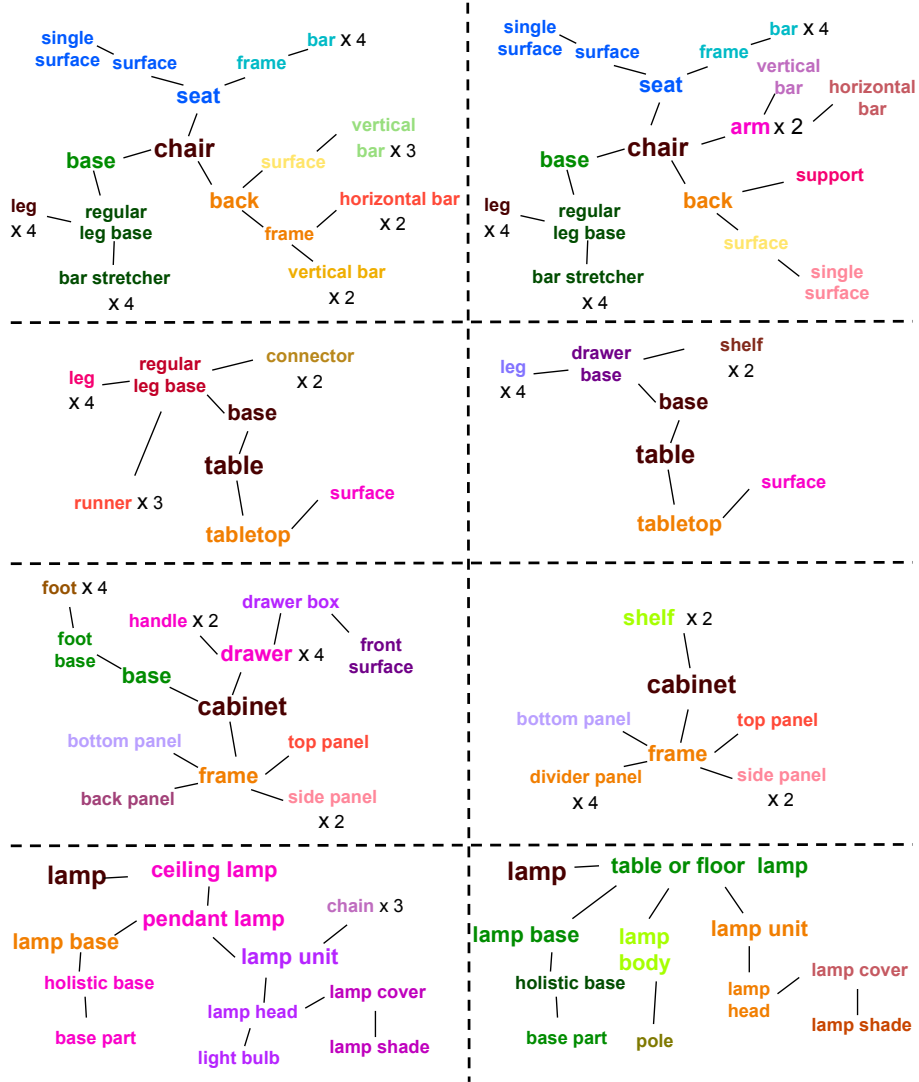 single
surface
surface
bar x 4
frame
seat
chair
base
surface
vertical
bar x 3
back
leg
x 4
regular
leg base
frame
horizontal bar
x 2
bar stretcher
x 4
vertical bar
x 2
single
surface
surface
bar x 4
frame
seat
vertical
bar
horizontal
bar
arm x 2
chair
base
support
back
leg
x 4
regular
leg base
surface
bar stretcher
x 4
single
surface
regular
leg base
connector
x 2
leg
x 4
base
table
runner x 3
surface
tabletop
drawer
base
shelf
x 2
leg
x 4
base
table
surface
tabletop
foot x 4
drawer box
handle x 2
foot
base
drawer x 4
front
surface
base
cabinet
bottom panel
top panel
frame
back panel
side panel
x 2
shelf x 2
cabinet
bottom panel
top panel
frame
divider panel
x 4
side panel
x 2
lamp
ceiling lamp
chain x 3
pendant lamp
lamp base
lamp unit
holistic base
lamp head
lamp cover
base part
light bulb
lamp shade
lamp
table or floor lamp
lamp base
lamp
body
lamp unit
holistic base
lamp
head
lamp cover
base part
pole
lamp shade